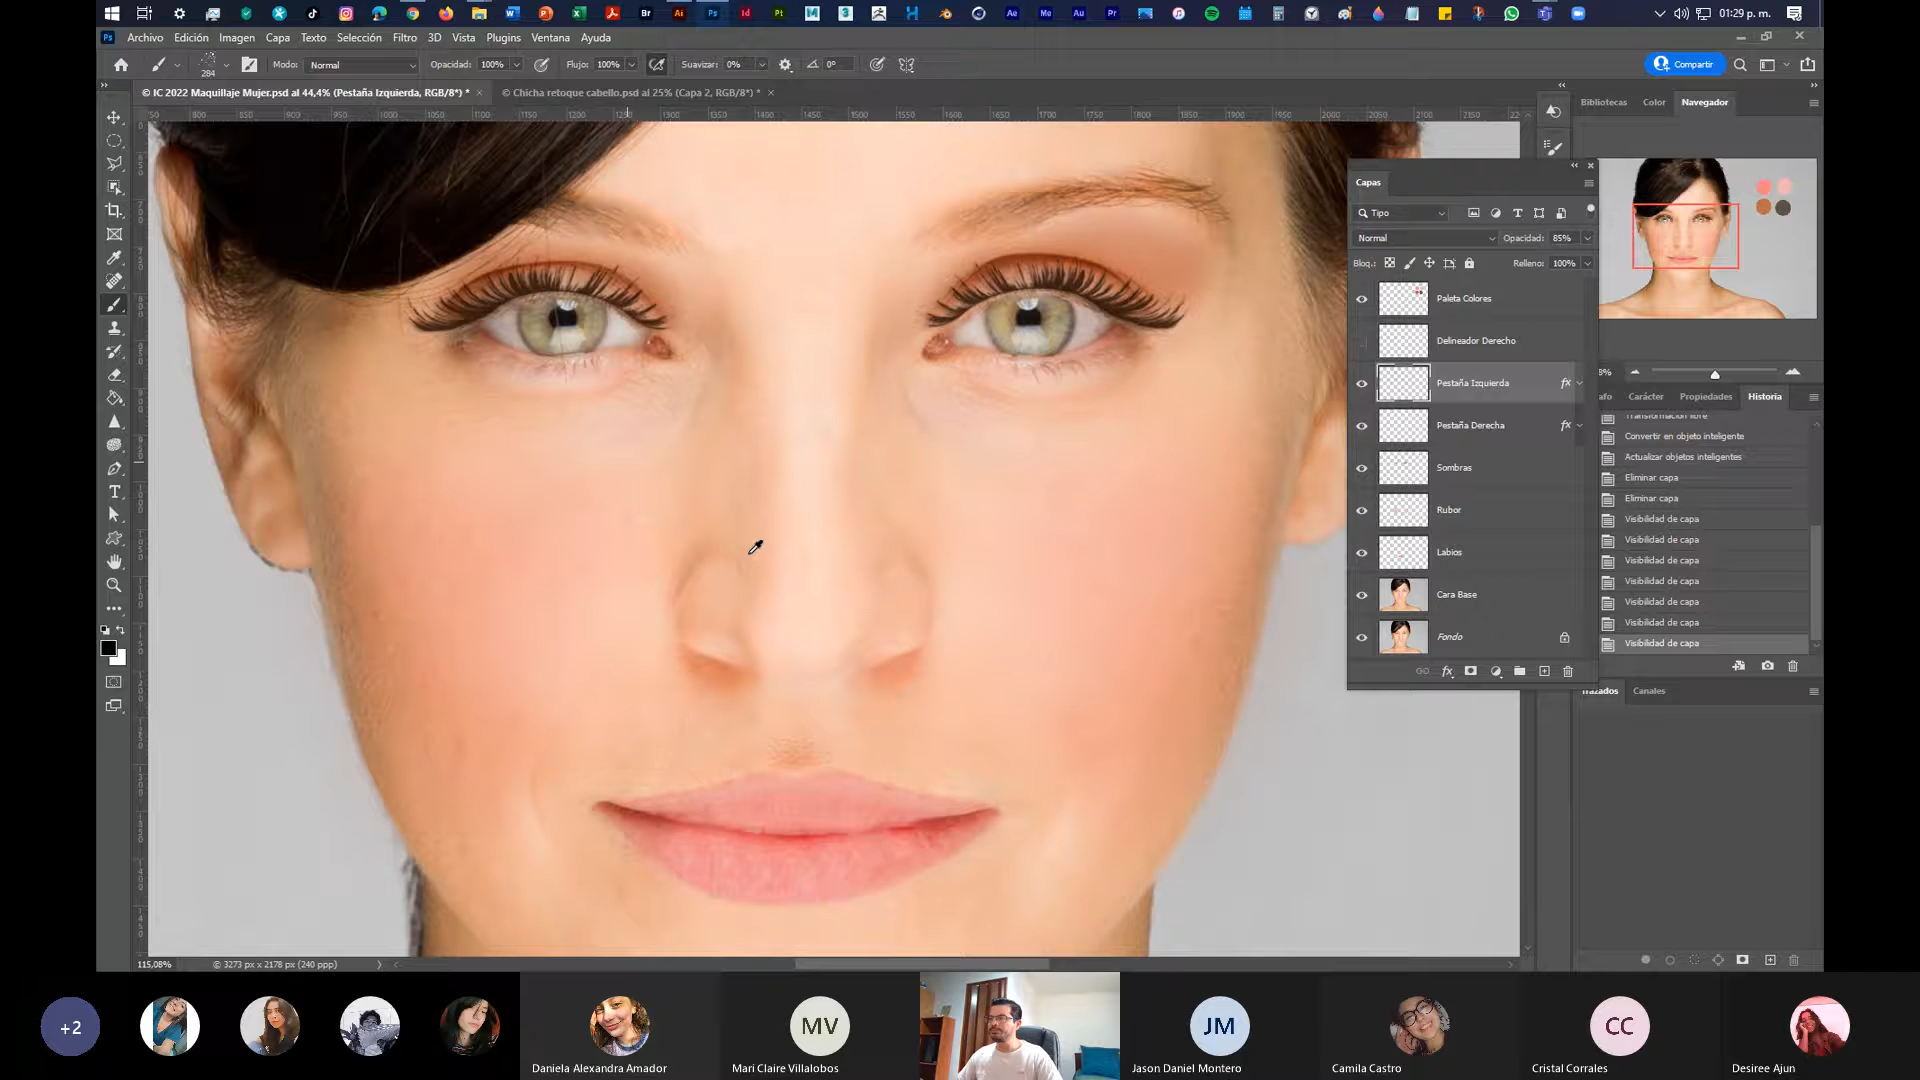 01:29 p. m.
Archivo Edición Imagen Capa Texto Selección Filtro 3D Vista Plugins Ventana Ayuda
284 Modo: Normal Opacidad: 100% Flujo: 100% Suavizar: 0% 0° Compartir
© IC 2022 Maquillaje Mujer.psd al 44,4% (Pestaña Izquierda, RGB/8*) * × © Chicha retoque cabello.psd al 25% (Capa 2, RGB/8*) * ×
Bibliotecas Color Navegador
Capas
Tipo
Normal Opacidad: 85%
Bloq.: Relleno: 100%
Paleta Colores
Delineador Derecho
Pestaña Izquierda fx
Pestaña Derecha fx
Sombras
Rubor
Labios
Cara Base
Fondo
8%
Carácter Propiedades Historia
Transformación libre
Convertir en objeto inteligente
Actualizar objetos inteligentes
Eliminar capa
Eliminar capa
Visibilidad de capa
Visibilidad de capa
Visibilidad de capa
Visibilidad de capa
Visibilidad de capa
Visibilidad de capa
Visibilidad de capa
Trazados Canales
115,08% © 3273 px x 2178 px (240 ppp)
+2
MV JM CC
Daniela Alexandra Amador Mari Claire Villalobos Jason Daniel Montero Camila Castro Cristal Corrales Desiree Ajun